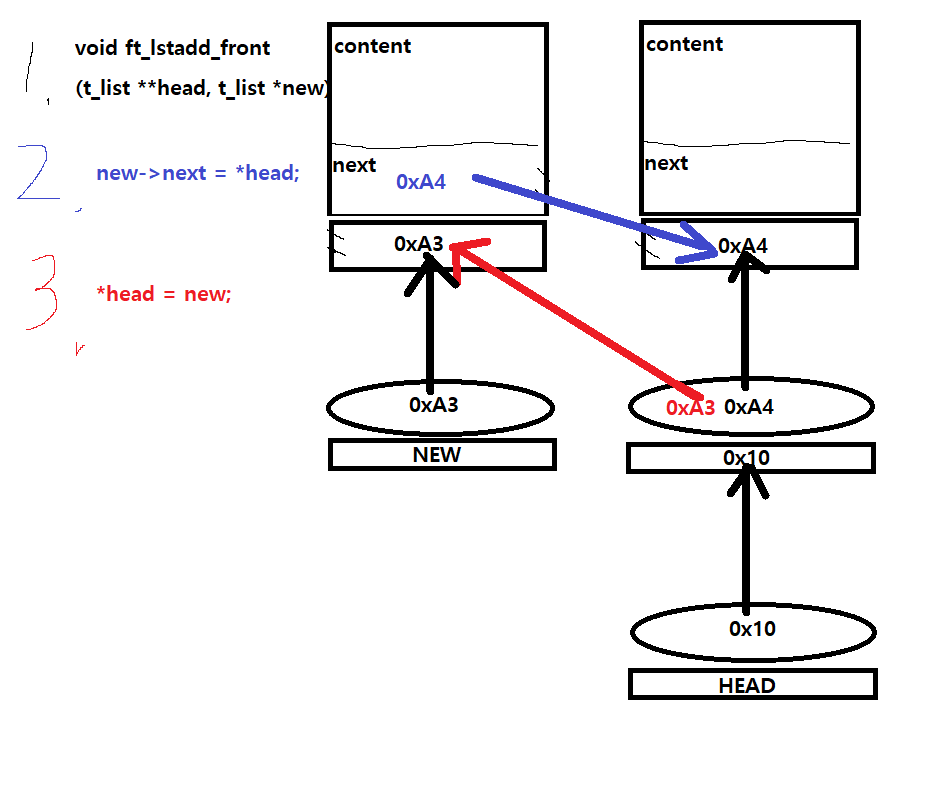 1.
void ft_lstadd_front
(t_list **head, t_list *new)
2.
new->next = *head;
3.
*head = new;
content
next
0xA4
0xA3
0xA3
NEW
content
next
0xA4
0xA3 0xA4
0x10
0x10
HEAD